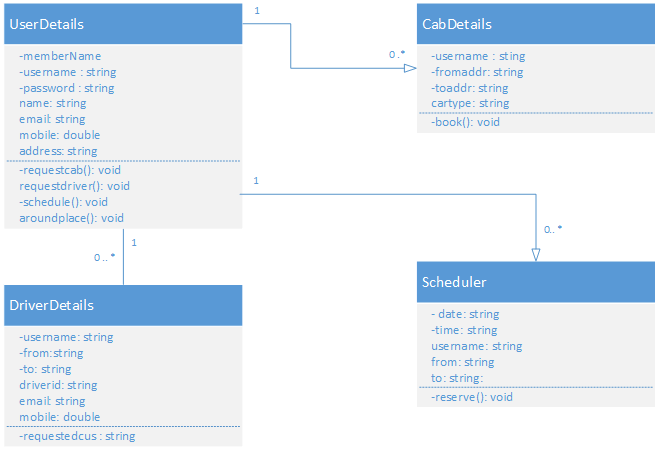 UserDetails
-memberName
-username : string
-password : string
name: string
email: string
mobile: double
address: string
-requestcab(): void
requestdriver(): void
-schedule(): void
aroundplace(): void
1
0..*
CabDetails
-username : sting
-fromaddr: string
-toaddr: string
cartype: string
-book(): void
1
0..*
1
0..*
DriverDetails
-username: string
-from:string
-to: string
driverid: string
email: string
mobile: double
-requestedcus : string
Scheduler
- date: string
-time: string
username: string
from: string
to: string:
-reserve(): void